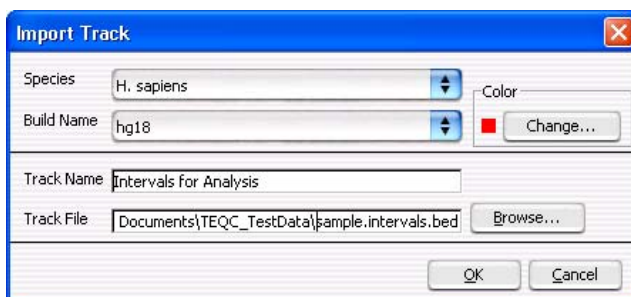 Import Track
Species
H. sapiens
Color
Build Name
hg18
Change...
Track Name
Intervals for Analysis
Track File
Documents\TEQC_TestData\sample.intervals.bed
Browse...
OK
Cancel